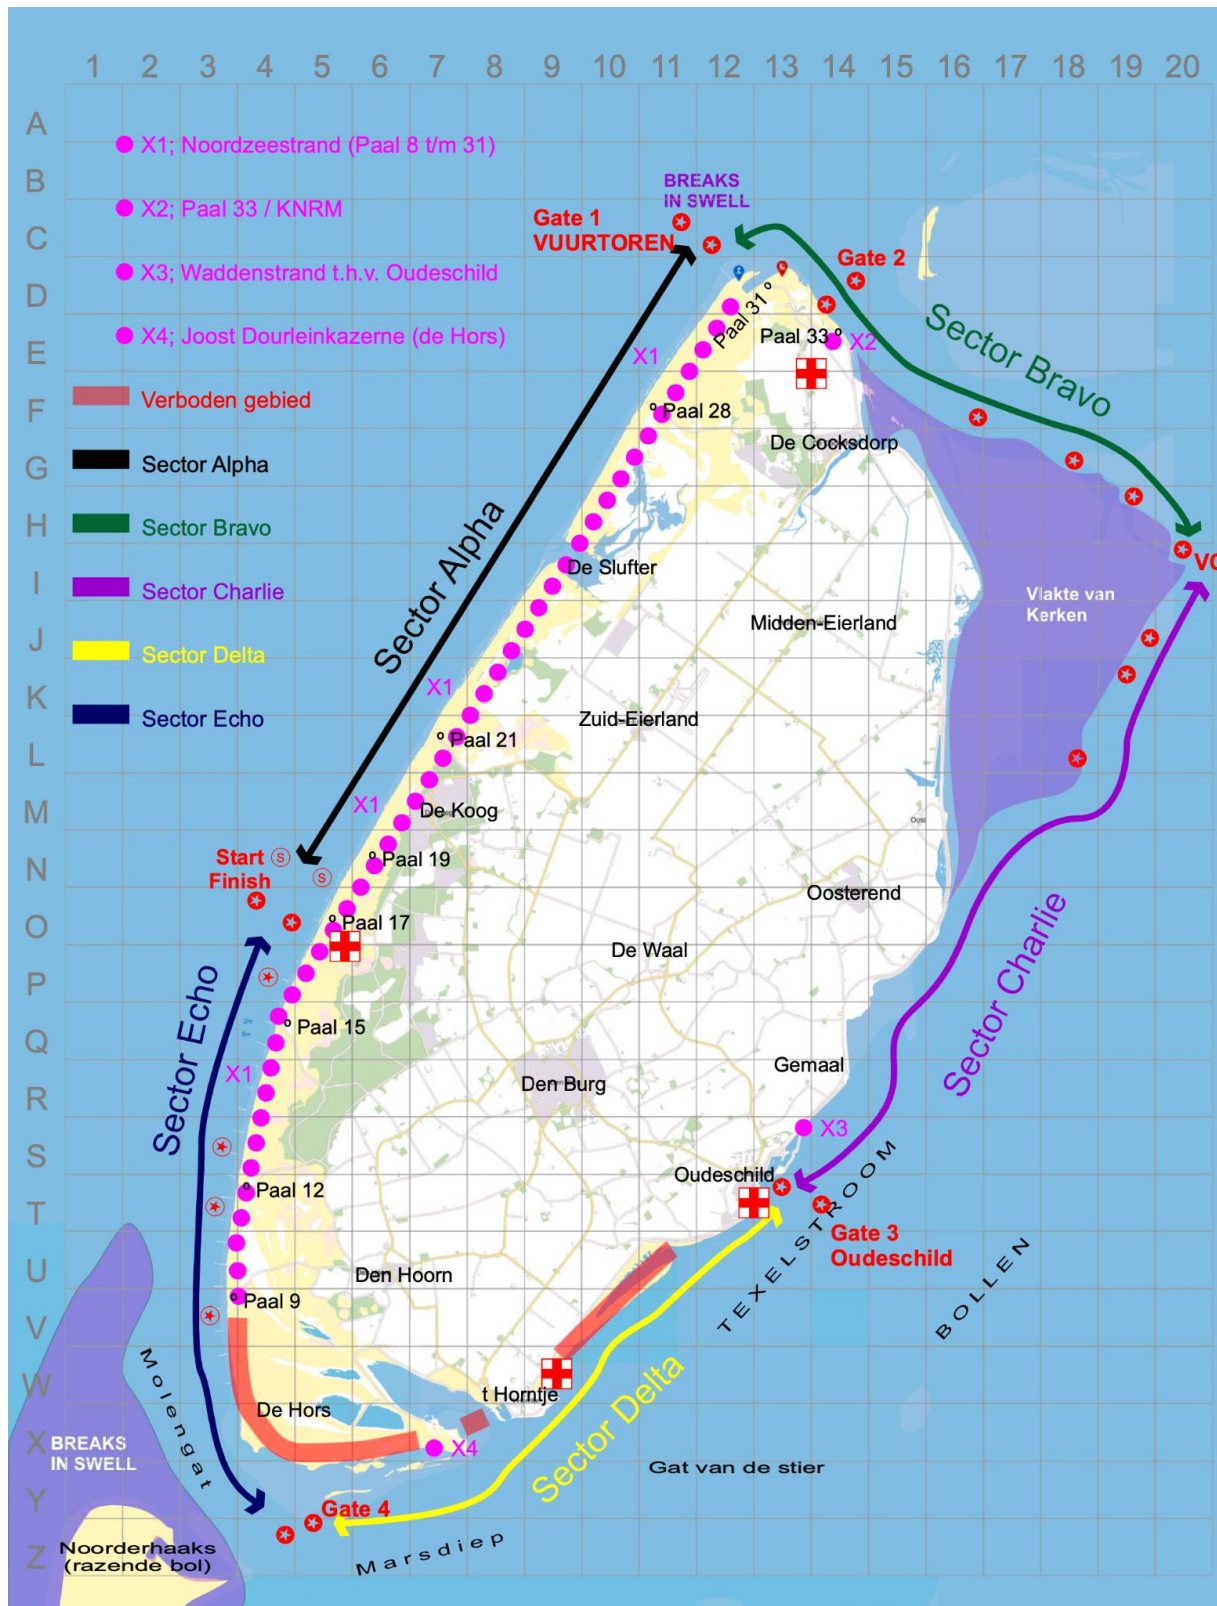 1 2 3 4 5 6 7 8 9 10 11 12 13 14 15 16 17 18 19 20
A
B
C
D
E
F
G
H
I
J
K
L
M
N
O
P
Q
R
S
T
U
V
W
X
Y
Z
X1; Noordzeestrand (Paal 8 t/m 31)
X2; Paal 33 / KNRM
X3; Waddenstrand t.h.v. Oudeschild
X4; Joost Dourleinkazerne (de Hors)
Verboden gebied
Sector Alpha
Sector Bravo
Sector Charlie
Sector Delta
Sector Echo
BREAKS
IN SWELL
Gate 1
VUURTOREN
Gate 2
Sector Bravo
Paal 31 º
Paal 33 º
X2
X1
º Paal 28
De Cocksdorp
Sector Alpha
De Slufter
VO
Vlakte van
Kerken
Midden-Eierland
X1
Zuid-Eierland
º Paal 21
X1
De Koog
Oost
Start S
Finish
S
º Paal 19
Oosterend
º Paal 17
De Waal
Sector Charlie
Sector Echo
2m
5m
º Paal 15
X1
Den Burg
Gemaal
X3
Oudeschild
º Paal 12
Gate 3
Oudeschild
TEXELSTROOM
BOLLEN
Den Hoorn
º Paal 9
Molengat
t Horntje
De Hors
X4
Sector Delta
BREAKS
IN SWELL
Gat van de stier
Gate 4
Noorderhaaks
(razende bol)
Marsdiep